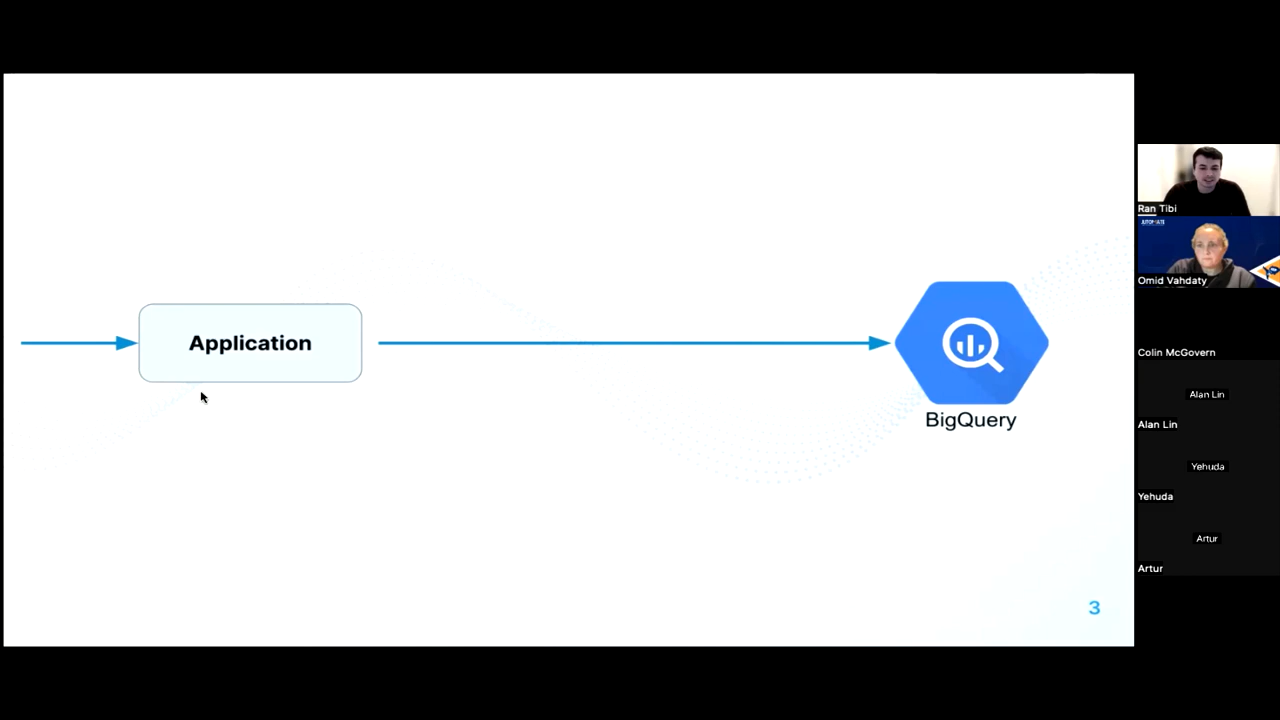 Application
BigQuery
3
Ran Tibi
Omid Vahdaty
Colin McGovern
Alan Lin
Alan Lin
Yehuda
Yehuda
Artur
Artur